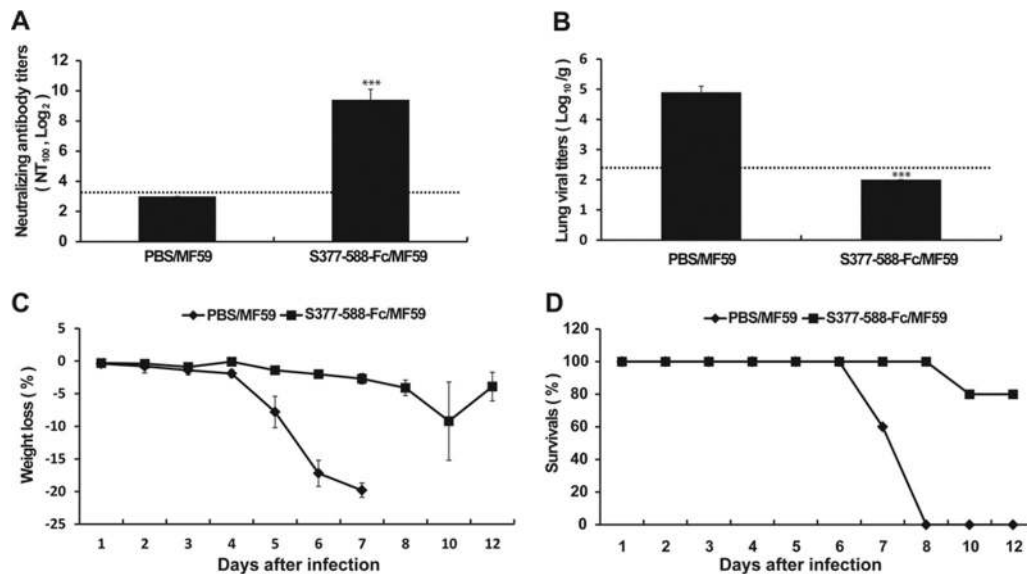 A
Neutralizing antibody titers
( NT100 , Log2 )
14
12
10
8
6
4
2
0
***
PBS/MF59
S377-588-Fc/MF59
B
Lung viral titers ( Log10 /g )
6
5
4
3
2
1
0
***
PBS/MF59
S377-588-Fc/MF59
C
PBS/MF59
S377-588-Fc/MF59
Weight loss ( % )
5
0
-5
-10
-15
-20
-25
1 2 3 4 5 6 7 8 10 12
Days after infection
D
PBS/MF59
S377-588-Fc/MF59
Survivals ( % )
120
100
80
60
40
20
0
1 2 3 4 5 6 7 8 10 12
Days after infection